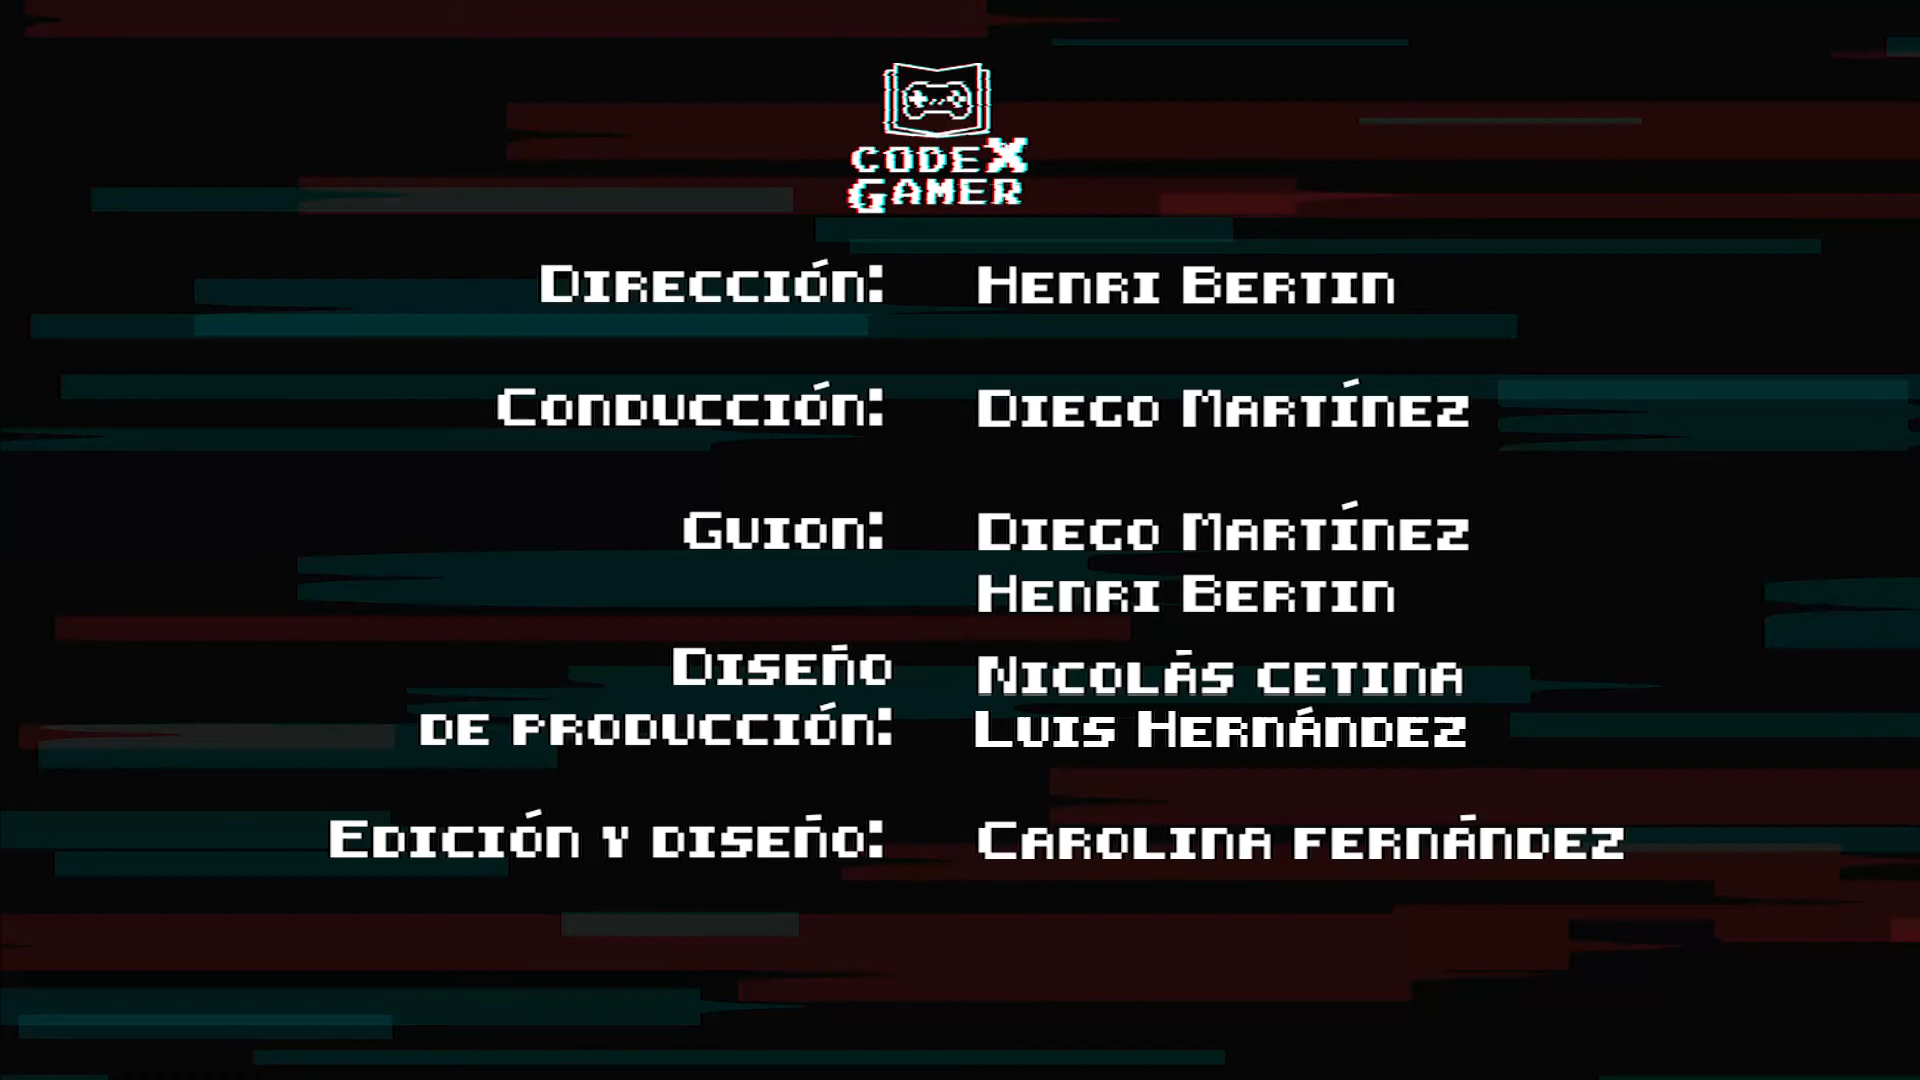 CODEX
GAMER
DIRECCIÓN: HENRI BERTIN
CONDUCCIÓN: DIEGO MARTÍNEZ
GUION: DIEGO MARTÍNEZ
HENRI BERTIN
DISEÑO NICOLÁS CETINA
DE PRODUCCIÓN: LUIS HERNÁNDEZ
EDICIÓN Y DISEÑO: CAROLINA FERNÁNDEZ